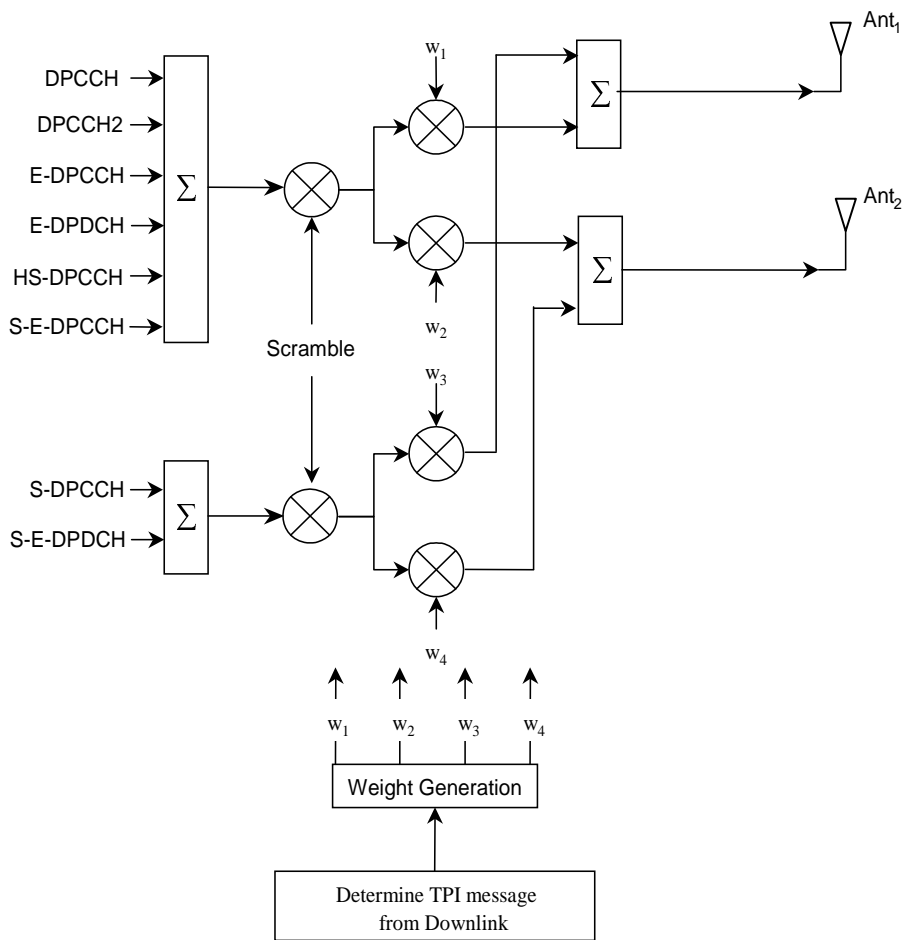 Ant1
w1
DPCCH
Σ
DPCCH2
E-DPCCH
Σ
E-DPDCH
Ant2
HS-DPCCH
Σ
S-E-DPCCH
w2
Scramble
w3
S-DPCCH
Σ
S-E-DPDCH
w4
w1 w2 w3 w4
Weight Generation
Determine TPI message
from Downlink